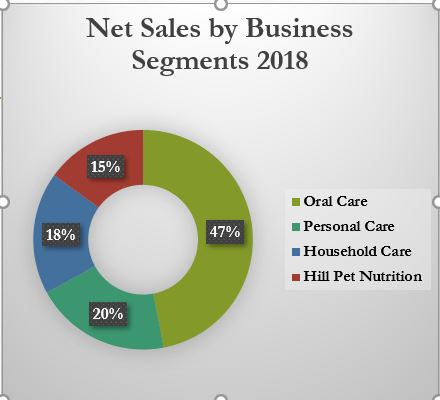 Net Sales by Business
Segments 2018
15%
47%
18%
20%
Oral Care
Personal Care
Household Care
Hill Pet Nutrition